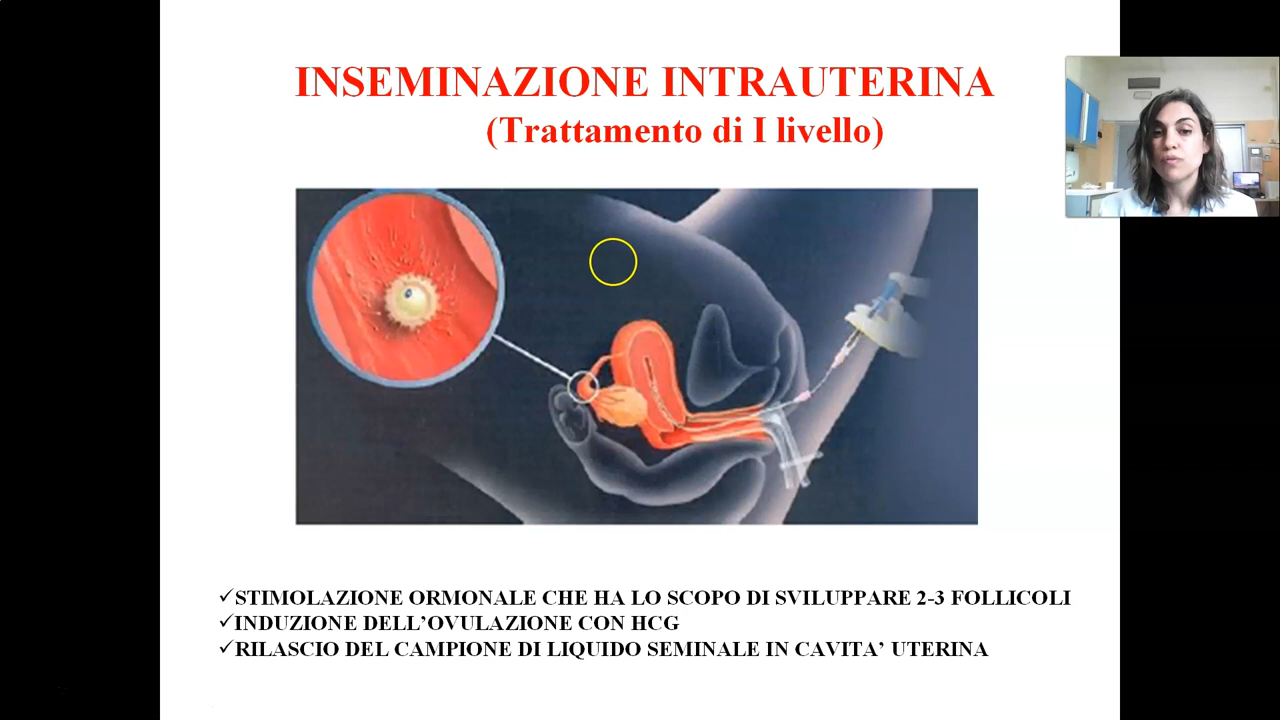 INSEMINAZIONE INTRAUTERINA
(Trattamento di I livello)
✓STIMOLAZIONE ORMONALE CHE HA LO SCOPO DI SVILUPPARE 2-3 FOLLICOLI
✓INDUZIONE DELL’OVULAZIONE CON HCG
✓RILASCIO DEL CAMPIONE DI LIQUIDO SEMINALE IN CAVITA’ UTERINA